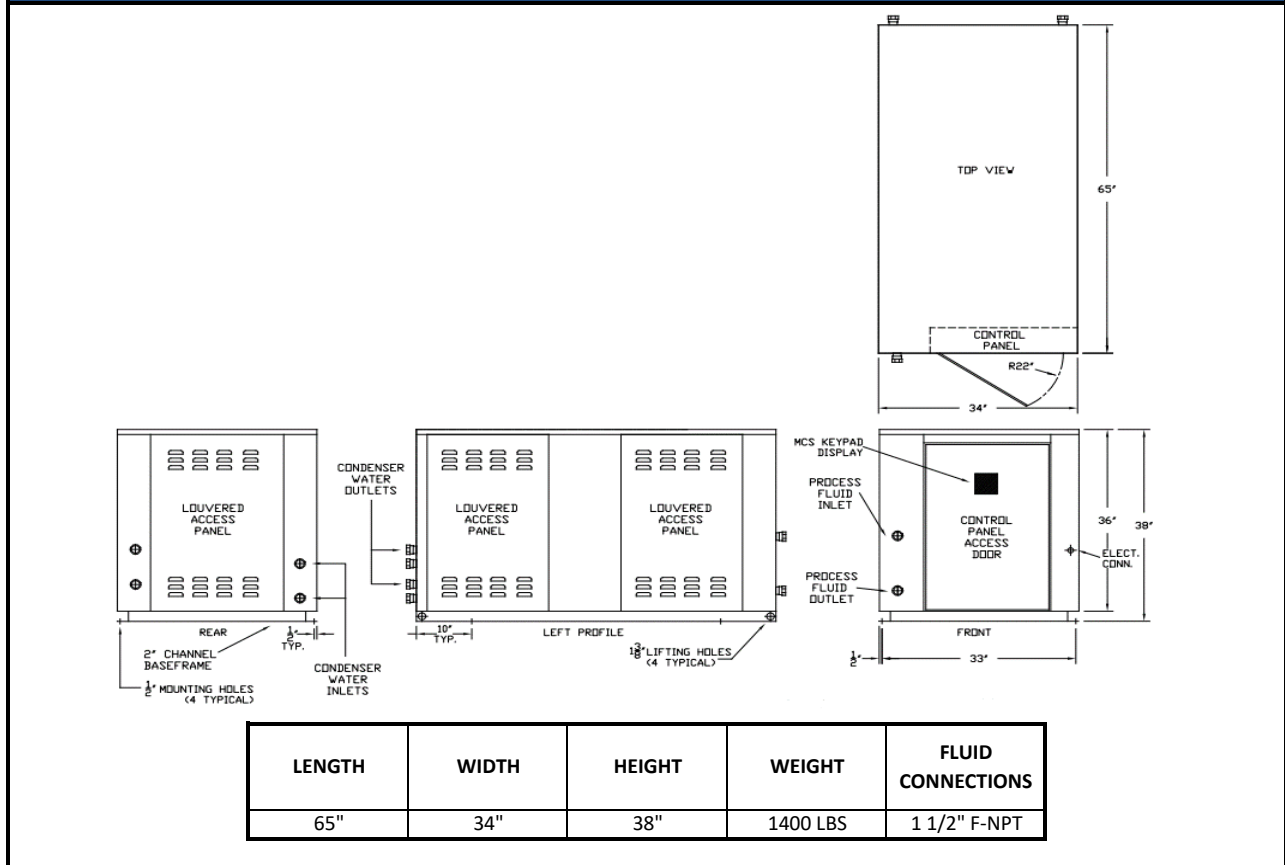 TOP VIEW
65"
CONTROL
PANEL
R22"
34"
LOUVERED
ACCESS
PANEL
REAR
1/2"
TYP.
2" CHANNEL
BASEFRAME
1/2" MOUNTING HOLES
(4 TYPICAL)
CONDENSER
WATER
INLETS
CONDENSER
WATER
OUTLETS
LOUVERED
ACCESS
PANEL
LOUVERED
ACCESS
PANEL
10"
TYP.
LEFT PROFILE
1 3/8" LIFTING HOLES
(4 TYPICAL)
MCS KEYPAD
DISPLAY
PROCESS
FLUID
INLET
PROCESS
FLUID
OUTLET
CONTROL
PANEL
ACCESS
DOOR
36"
38"
ELECT.
CONN.
FRONT
1/2"
33"
LENGTH WIDTH HEIGHT WEIGHT FLUID CONNECTIONS
65" 34" 38" 1400 LBS 1 1/2" F-NPT